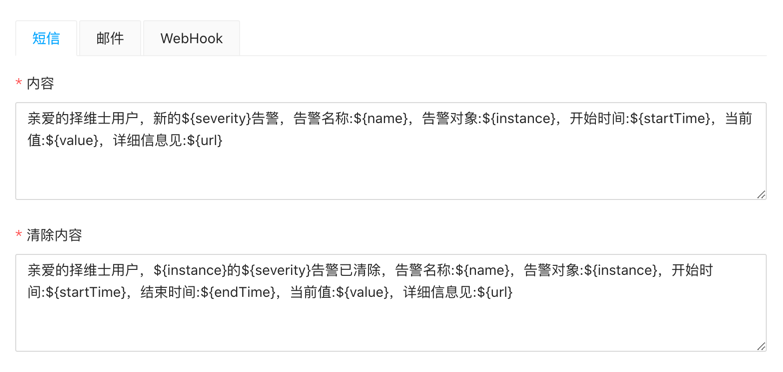 短信 邮件 WebHook
* 内容
亲爱的择维士用户，新的${severity}告警，告警名称:${name}，告警对象:${instance}，开始时间:${startTime}，当前
值:${value}，详细信息见:${url}
* 清除内容
亲爱的择维士用户，${instance}的${severity}告警已清除，告警名称:${name}，告警对象:${instance}，开始时
间:${startTime}，结束时间:${endTime}，当前值:${value}，详细信息见:${url}